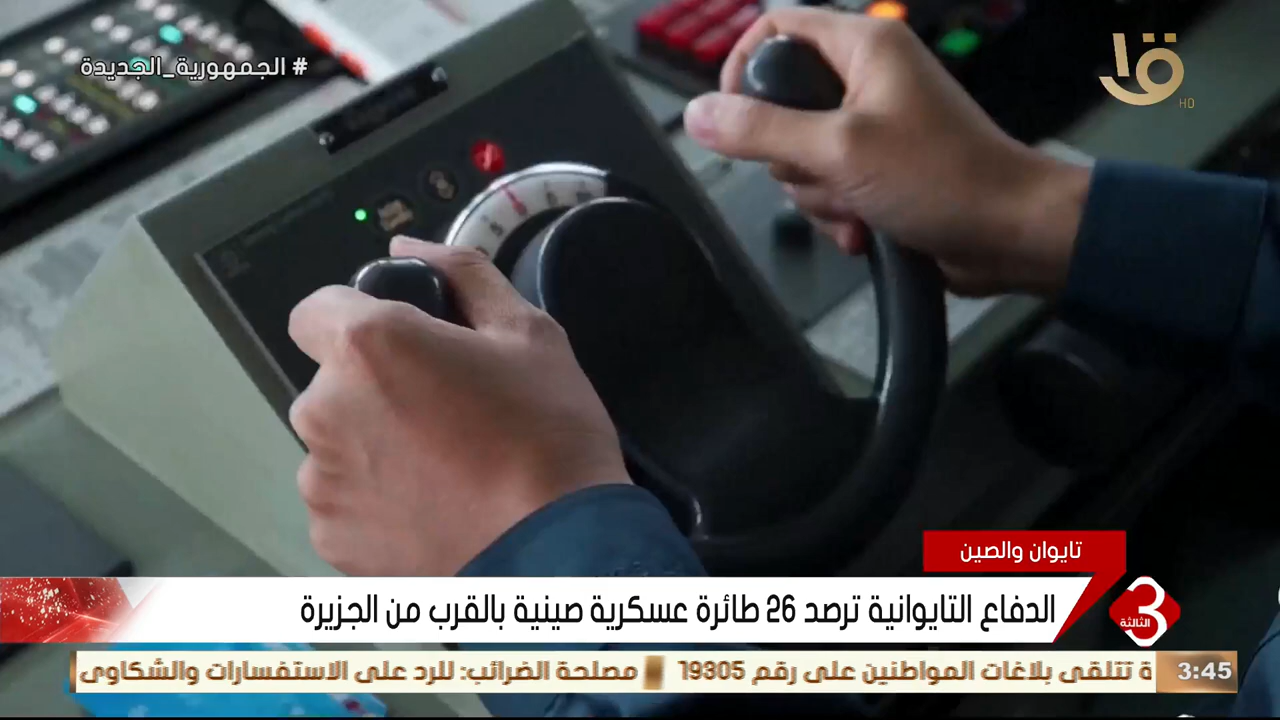 # الجمهورية_الجديدة
HD
تايوان والصين
الدفاع التايوانية ترصد 26 طائرة عسكرية صينية بالقرب من الجزيرة
3 الثالثة
3:45
ة تتلقى بلاغات المواطنين على رقم 19305 مصلحة الضرائب: للرد على الاستفسارات والشكاوى